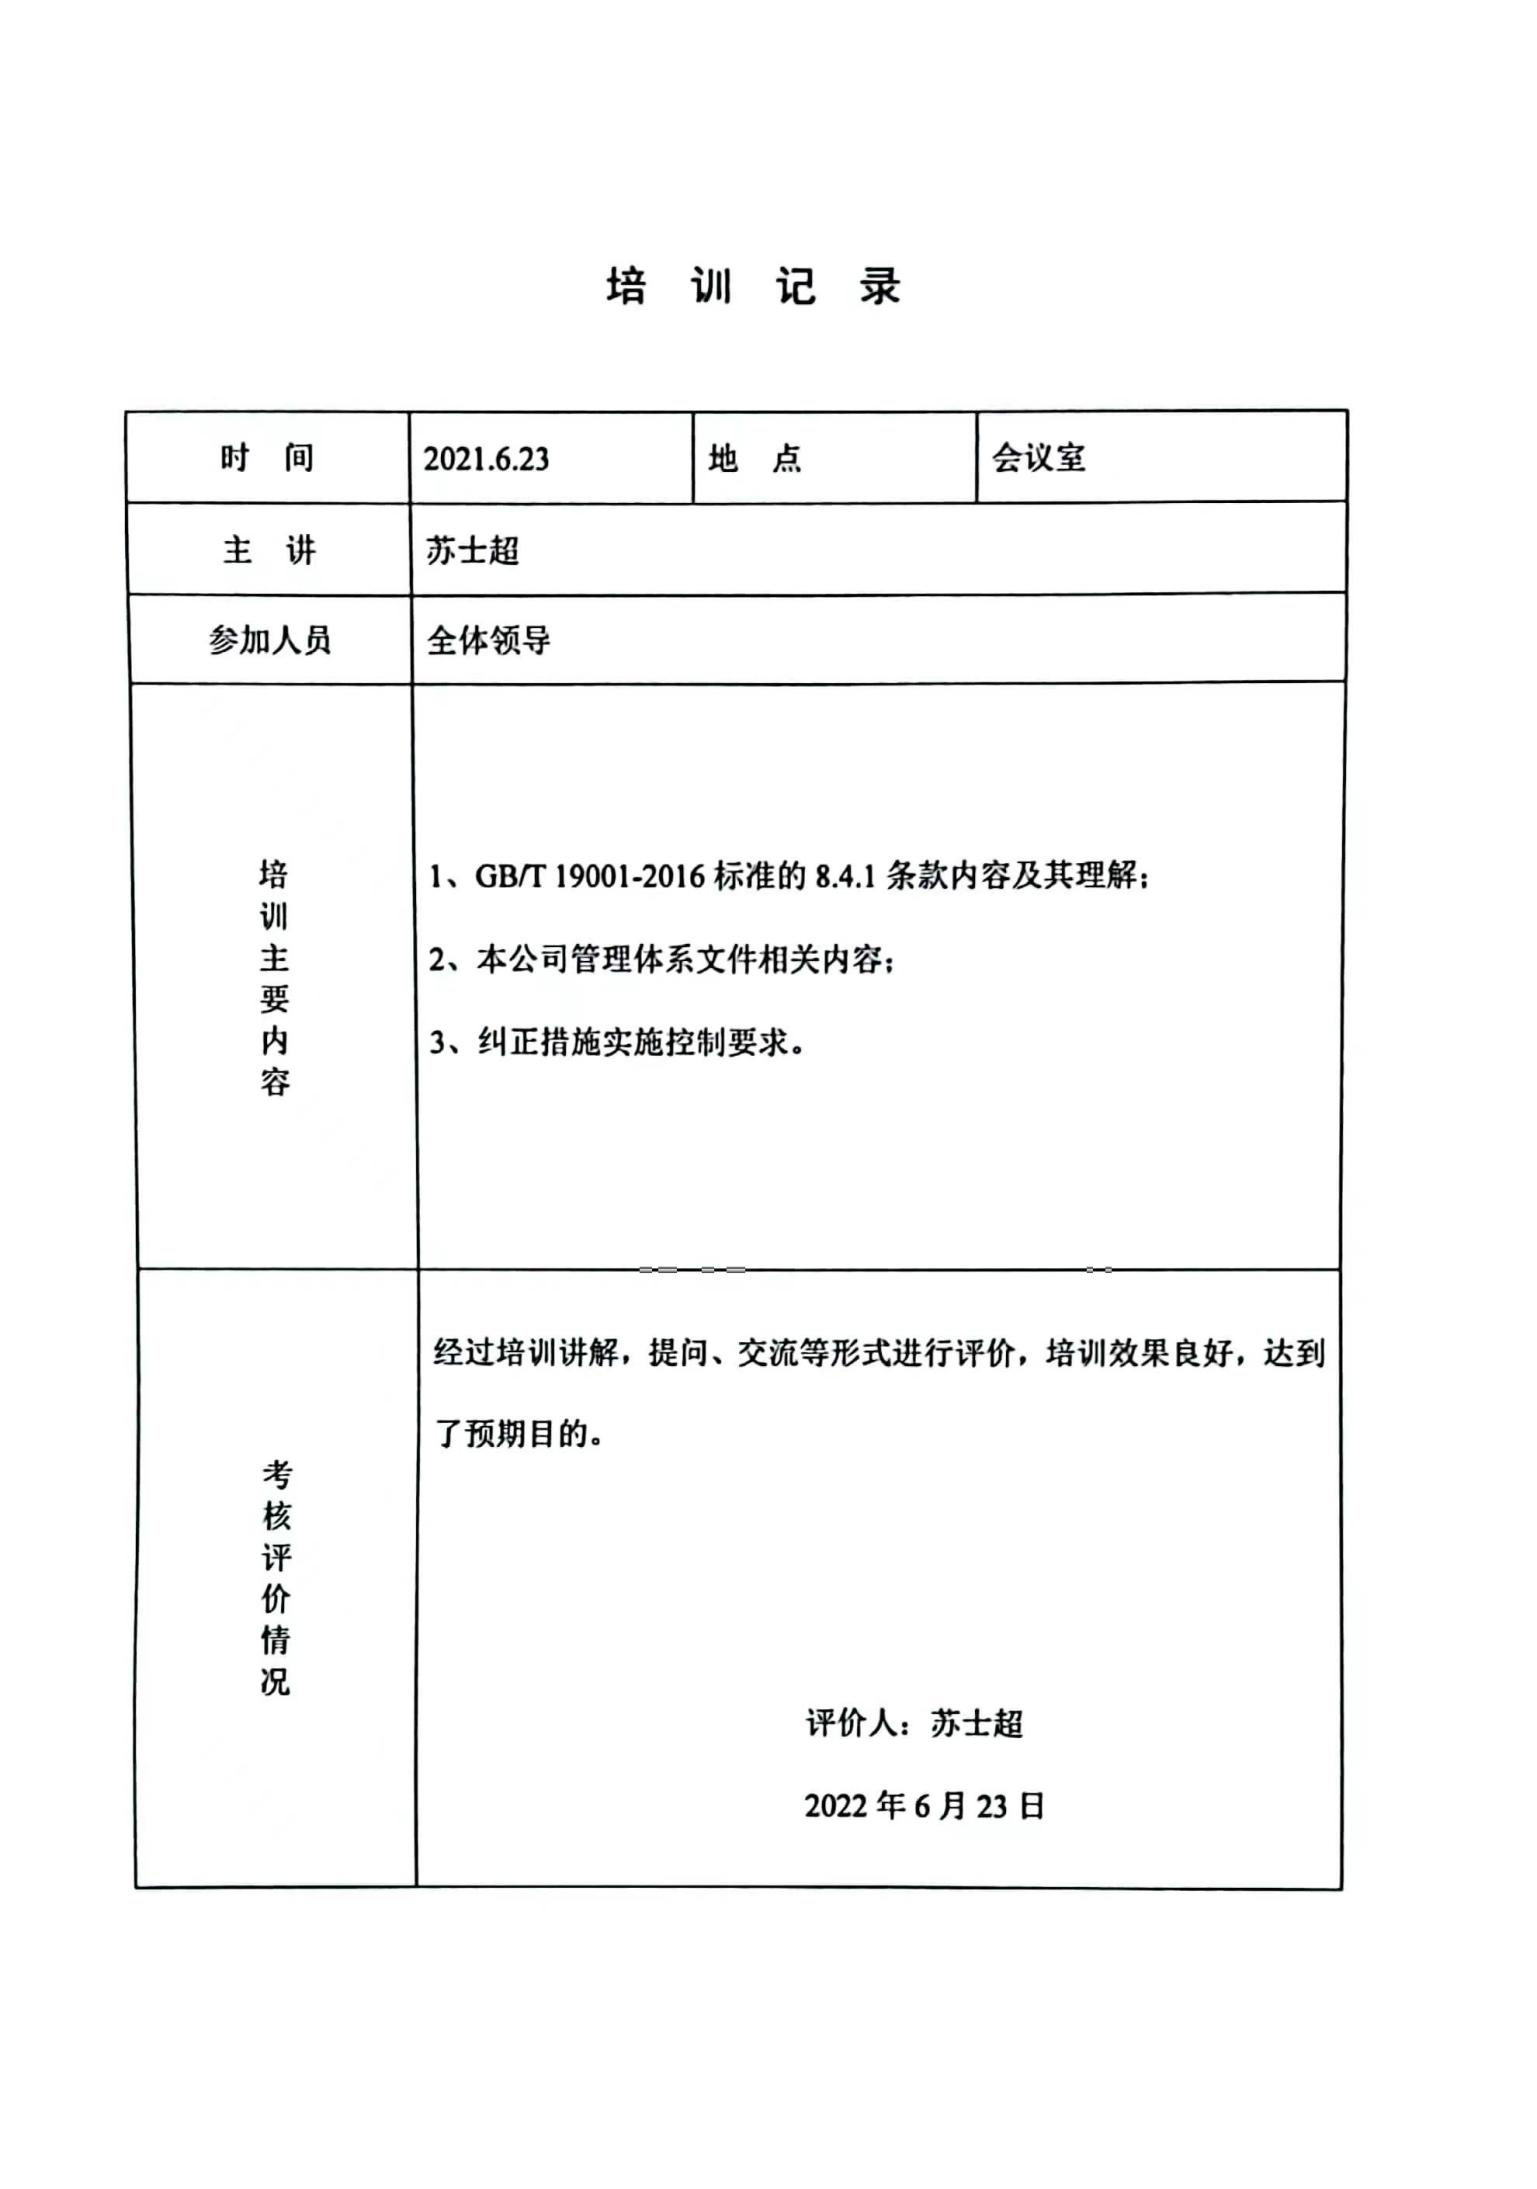 培 训 记 录
时 间 2021.6.23 地 点 会议室
主 讲 苏士超
参加人员 全体领导
培训主要内容
1、GB/T 19001-2016 标准的 8.4.1 条款内容及其理解；
2、本公司管理体系文件相关内容；
3、纠正措施实施控制要求。
考核评价情况
经过培训讲解，提问、交流等形式进行评价，培训效果良好，达到
了预期目的。
评价人：苏士超
2022 年 6 月 23 日